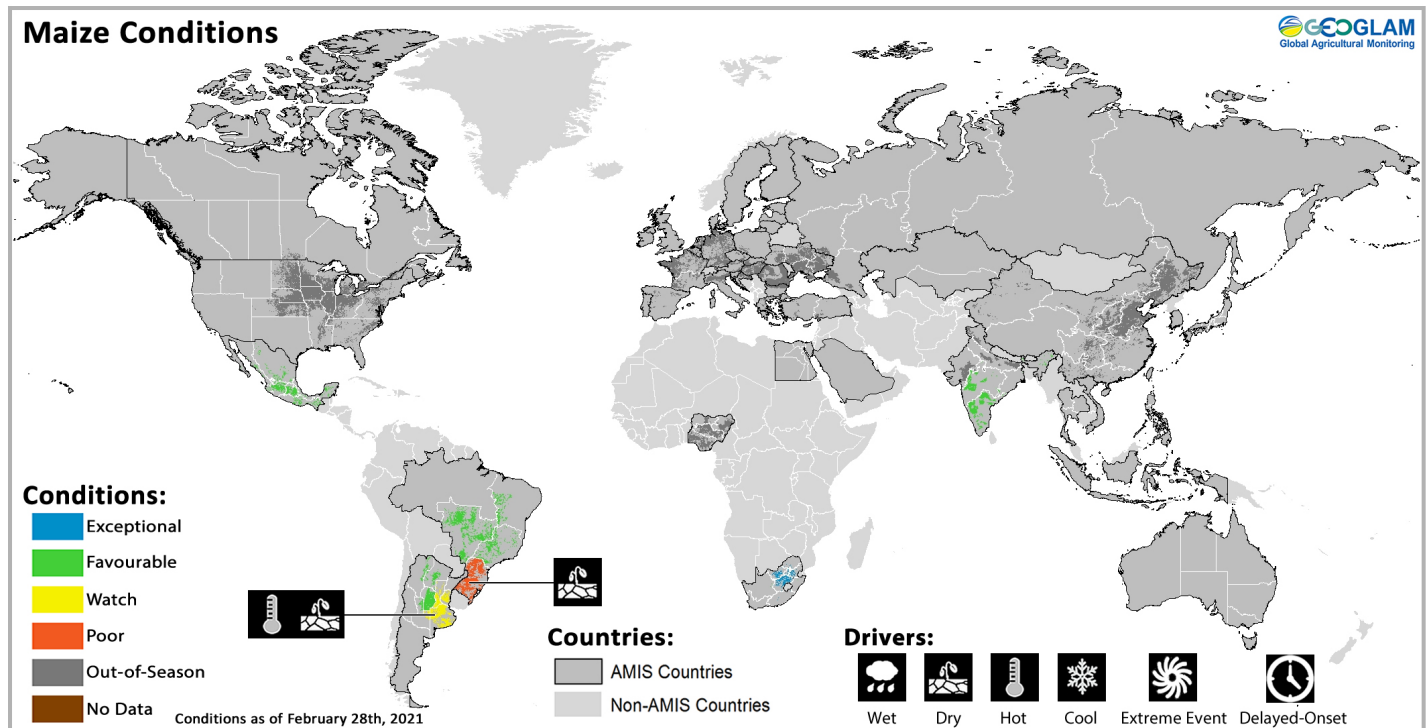 Maize Conditions
GEOGLAM
Global Agricultural Monitoring
Conditions:
Exceptional
Favourable
Watch
Poor
Out-of-Season
No Data
Conditions as of February 28th, 2021
Countries:
AMIS Countries
Non-AMIS Countries
Drivers:
Wet
Dry
Hot
Cool
Extreme Event
Delayed-Onset